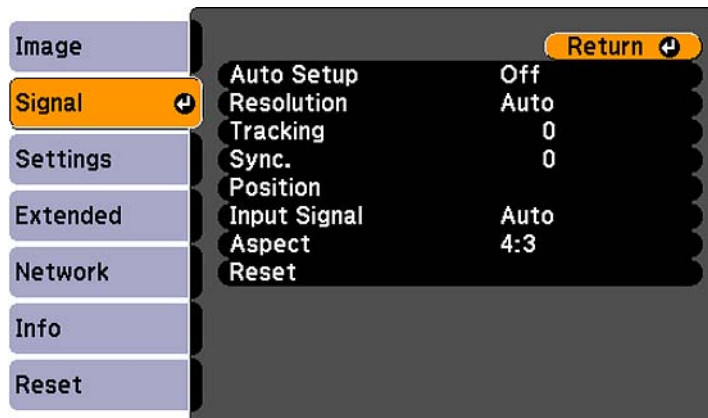 Image
Signal
Settings
Extended
Network
Info
Reset
Return
Auto Setup Off
Resolution Auto
Tracking 0
Sync. 0
Position
Input Signal Auto
Aspect 4:3
Reset